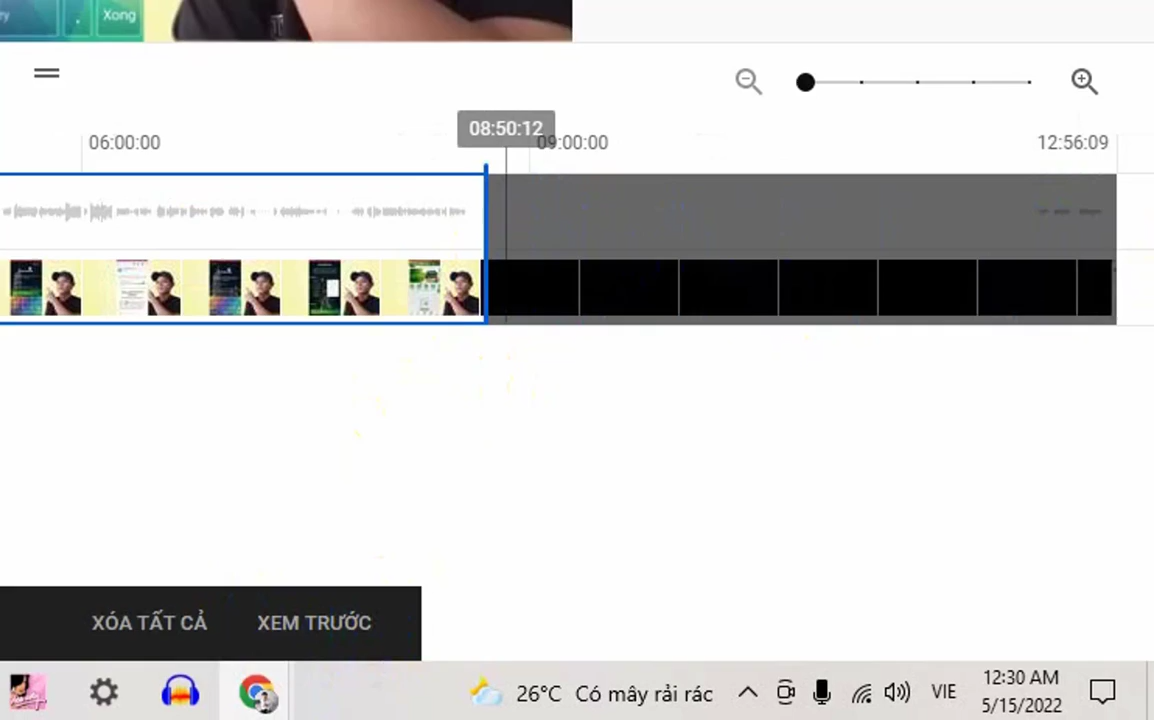 Xong
08:50:12
06:00:00
09:00:00
12:56:09
XÓA TẤT CẢ
XEM TRƯỚC
26°C Có mây rải rác
VIE
12:30 AM
5/15/2022